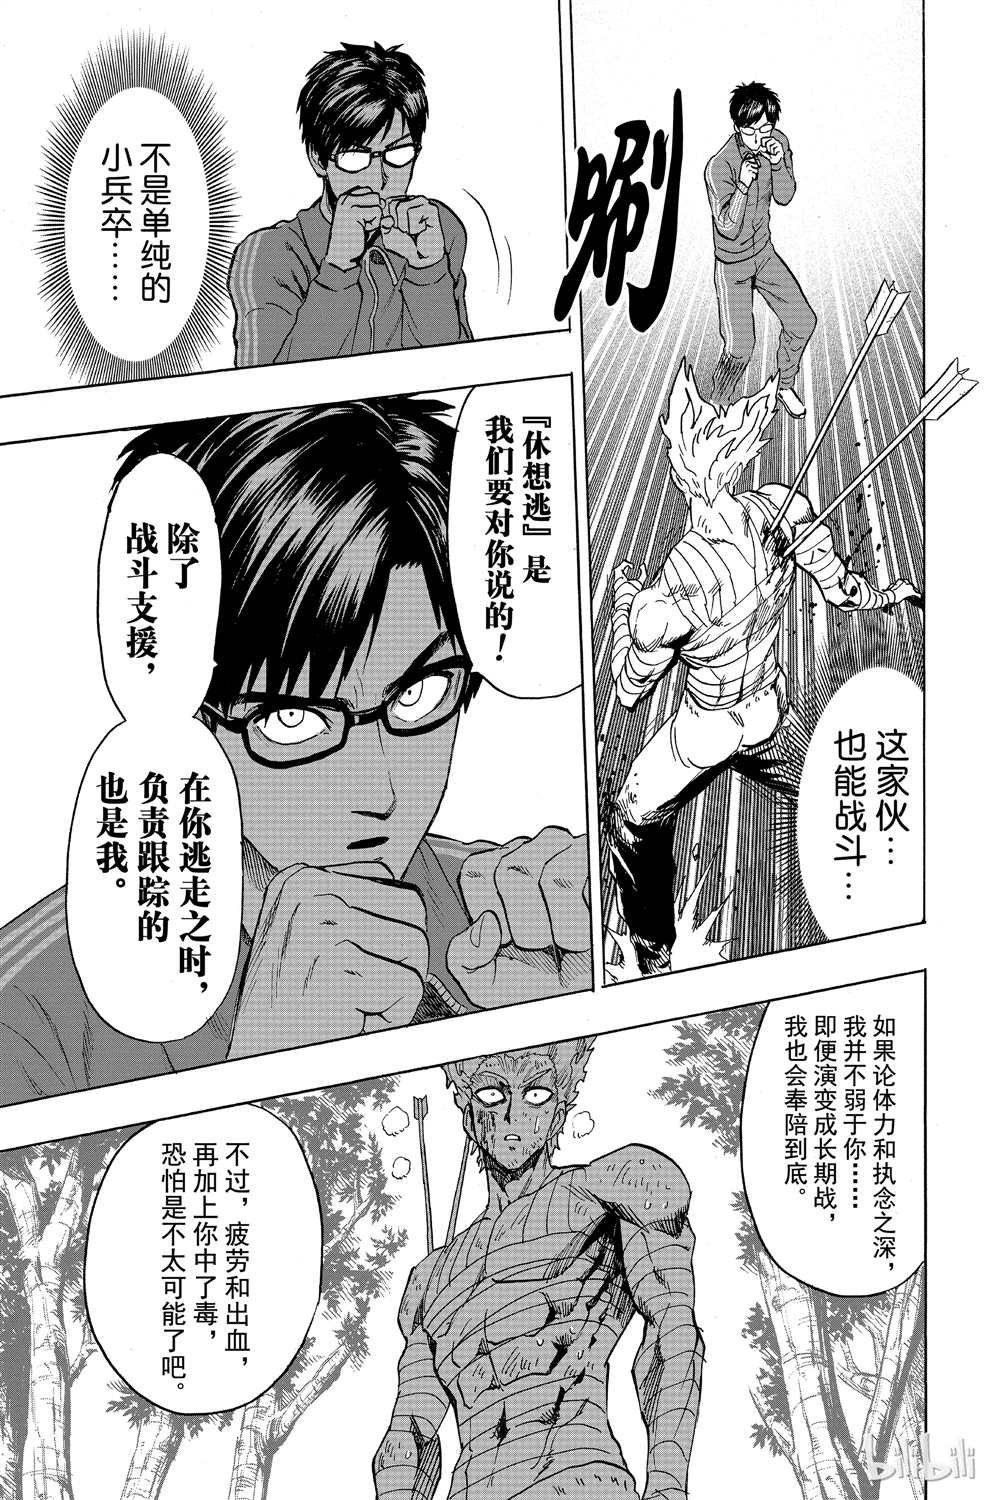 唰
这家伙…
也能战斗…
不是单纯的
小兵卒……
『休想逃』是
我们要对你说的！
除了
战斗支援，
在你逃走之时，
负责跟踪的
也是我。
如果论体力和执念之深，
我并不弱于你……
即便演变成长期战，
我也会奉陪到底。
不过，疲劳和出血，
再加上你中了毒，
恐怕是不太可能了吧。
bilibili